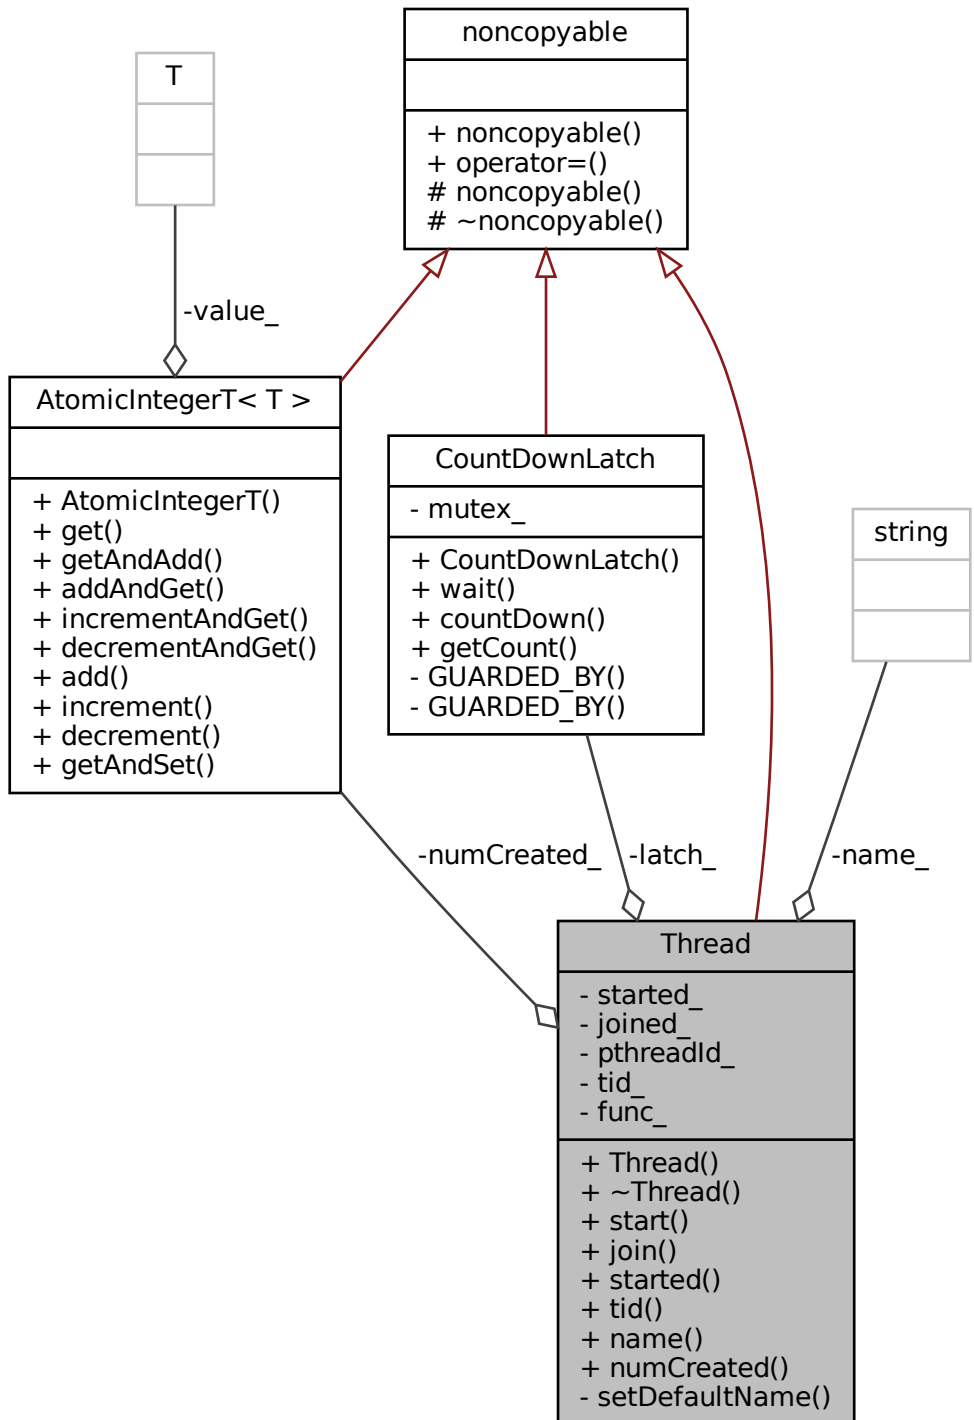 noncopyable
+ noncopyable()
+ operator=()
# noncopyable()
# ~noncopyable()
T
-value_
AtomicIntegerT< T >
+ AtomicIntegerT()
+ get()
+ getAndAdd()
+ addAndGet()
+ incrementAndGet()
+ decrementAndGet()
+ add()
+ increment()
+ decrement()
+ getAndSet()
CountDownLatch
- mutex_
+ CountDownLatch()
+ wait()
+ countDown()
+ getCount()
- GUARDED_BY()
- GUARDED_BY()
string
-numCreated_
-latch_
-name_
Thread
- started_
- joined_
- pthreadId_
- tid_
- func_
+ Thread()
+ ~Thread()
+ start()
+ join()
+ started()
+ tid()
+ name()
+ numCreated()
- setDefaultName()